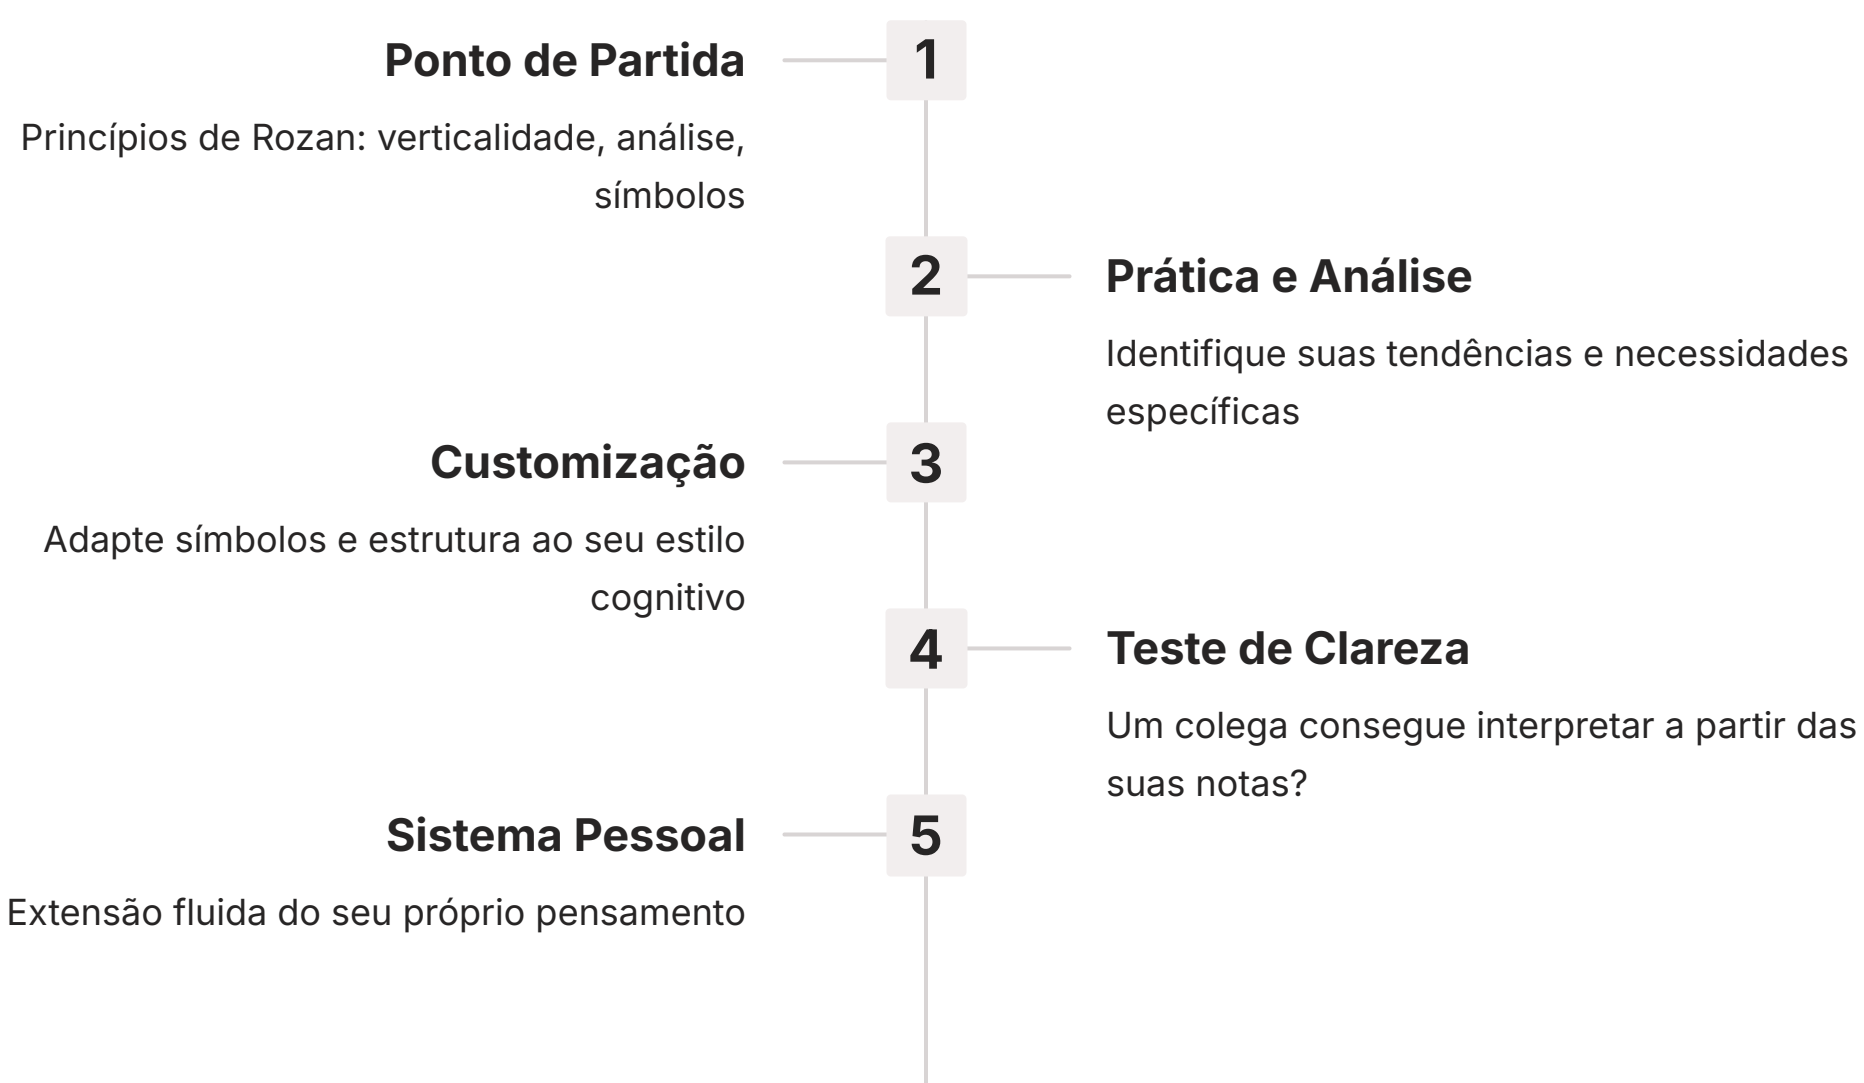 1
Ponto de Partida
Princípios de Rozan: verticalidade, análise,
símbolos
2
Prática e Análise
Identifique suas tendências e necessidades
específicas
3
Customização
Adapte símbolos e estrutura ao seu estilo
cognitivo
4
Teste de Clareza
Um colega consegue interpretar a partir das
suas notas?
5
Sistema Pessoal
Extensão fluida do seu próprio pensamento